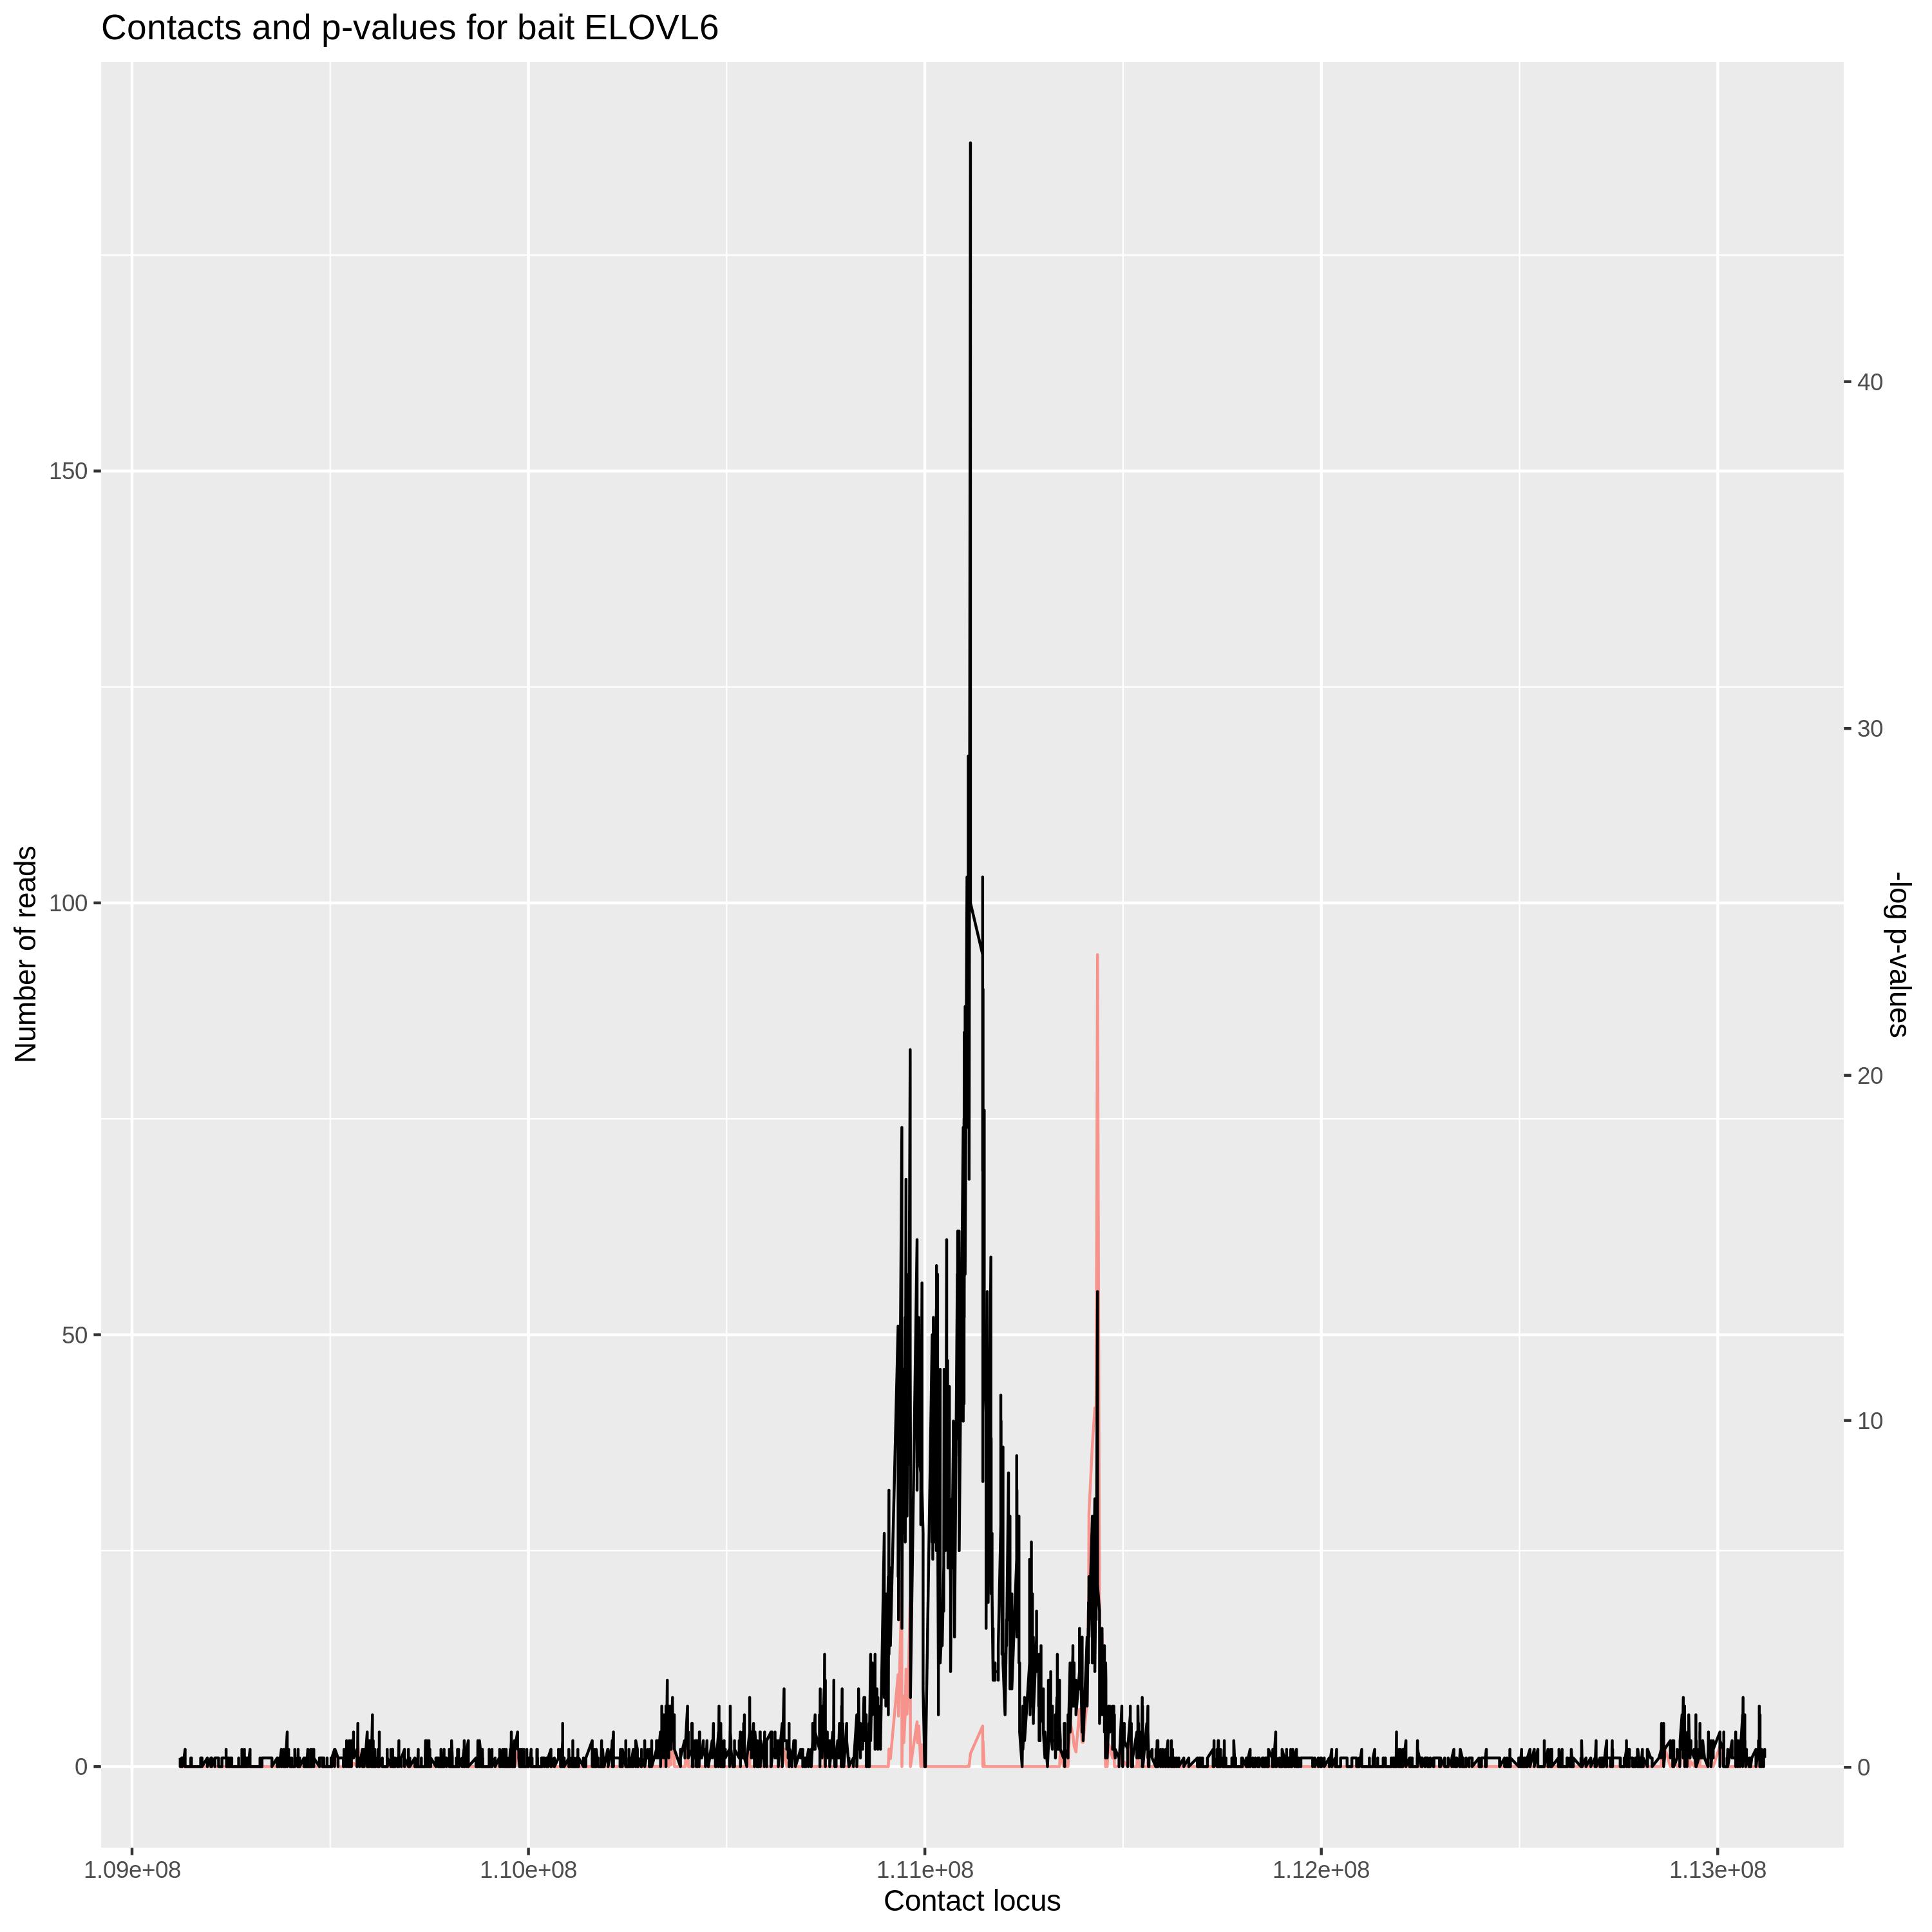 Contacts and p-values for bait ELOVL6
Number of reads
150
100
50
0
40
30
20
10
0
-log p-values
1.09e+08 1.10e+08 1.11e+08 1.12e+08 1.13e+08
Contact locus